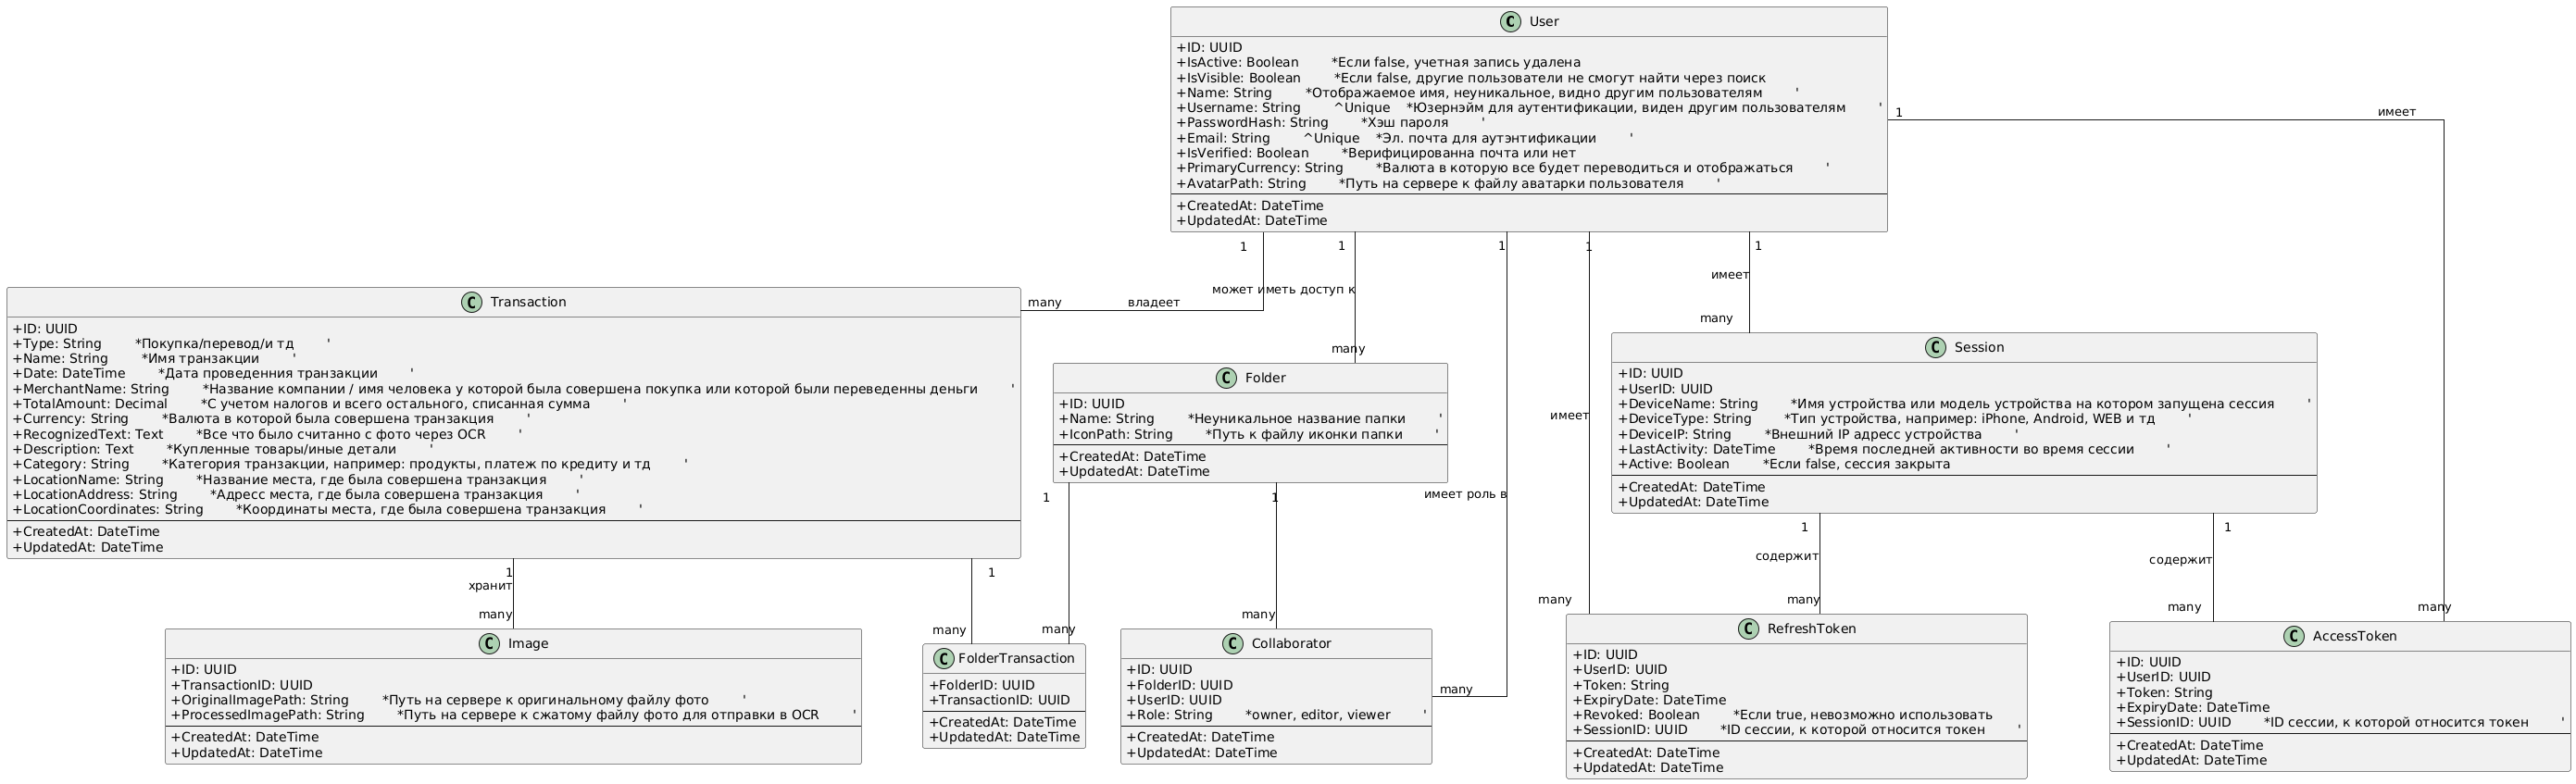 User
+ID: UUID
+IsActive: Boolean *Если false, учетная запись удалена
+IsVisible: Boolean *Если false, другие пользователи не смогут найти через поиск
+Name: String *Отображаемое имя, неуникальное, видно другим пользователям '
+Username: String ^Unique *Юзернэйм для аутентификации, виден другим пользователям '
+PasswordHash: String *Хэш пароля '
+Email: String ^Unique *Эл. почта для аутэнтификации '
+IsVerified: Boolean *Верифицированна почта или нет
+PrimaryCurrency: String *Валюта в которую все будет переводиться и отображаться '
+AvatarPath: String *Путь на сервере к файлу аватарки пользователя '
+CreatedAt: DateTime
+UpdatedAt: DateTime
1
имеет
1
1
1
1
1
имеет
может иметь доступ к
many
владеет
many
many
имеет
имеет роль в
Transaction
+ID: UUID
+Type: String *Покупка/перевод/и тд '
+Name: String *Имя транзакции '
+Date: DateTime *Дата проведенния транзакции '
+MerchantName: String *Название компании / имя человека у которой была совершена покупка или которой были переведенны деньги '
+TotalAmount: Decimal *С учетом налогов и всего остального, списанная сумма '
+Currency: String *Валюта в которой была совершена транзакция '
+RecognizedText: Text *Все что было считанно с фото через OCR '
+Description: Text *Купленные товары/иные детали '
+Category: String *Категория транзакции, например: продукты, платеж по кредиту и тд '
+LocationName: String *Название места, где была совершена транзакция '
+LocationAddress: String *Адресс места, где была совершена транзакция '
+LocationCoordinates: String *Координаты места, где была совершена транзакция '
+CreatedAt: DateTime
+UpdatedAt: DateTime
Folder
+ID: UUID
+Name: String *Неуникальное название папки '
+IconPath: String *Путь к файлу иконки папки '
+CreatedAt: DateTime
+UpdatedAt: DateTime
Session
+ID: UUID
+UserID: UUID
+DeviceName: String *Имя устройства или модель устройства на котором запущена сессия '
+DeviceType: String *Тип устройства, например: iPhone, Android, WEB и тд '
+DeviceIP: String *Внешний IP адресс устройства '
+LastActivity: DateTime *Время последней активности во время сессии '
+Active: Boolean *Если false, сессия закрыта
+CreatedAt: DateTime
+UpdatedAt: DateTime
1
1
1
1
1
1
хранит
содержит
содержит
many
many
many
many
many
many
many
many
many
Image
+ID: UUID
+TransactionID: UUID
+OriginalImagePath: String *Путь на сервере к оригинальному файлу фото '
+ProcessedImagePath: String *Путь на сервере к сжатому файлу фото для отправки в OCR '
+CreatedAt: DateTime
+UpdatedAt: DateTime
FolderTransaction
+FolderID: UUID
+TransactionID: UUID
+CreatedAt: DateTime
+UpdatedAt: DateTime
Collaborator
+ID: UUID
+FolderID: UUID
+UserID: UUID
+Role: String *owner, editor, viewer '
+CreatedAt: DateTime
+UpdatedAt: DateTime
RefreshToken
+ID: UUID
+UserID: UUID
+Token: String
+ExpiryDate: DateTime
+Revoked: Boolean *Если true, невозможно использовать
+SessionID: UUID *ID сессии, к которой относится токен '
+CreatedAt: DateTime
+UpdatedAt: DateTime
AccessToken
+ID: UUID
+UserID: UUID
+Token: String
+ExpiryDate: DateTime
+SessionID: UUID *ID сессии, к которой относится токен '
+CreatedAt: DateTime
+UpdatedAt: DateTime